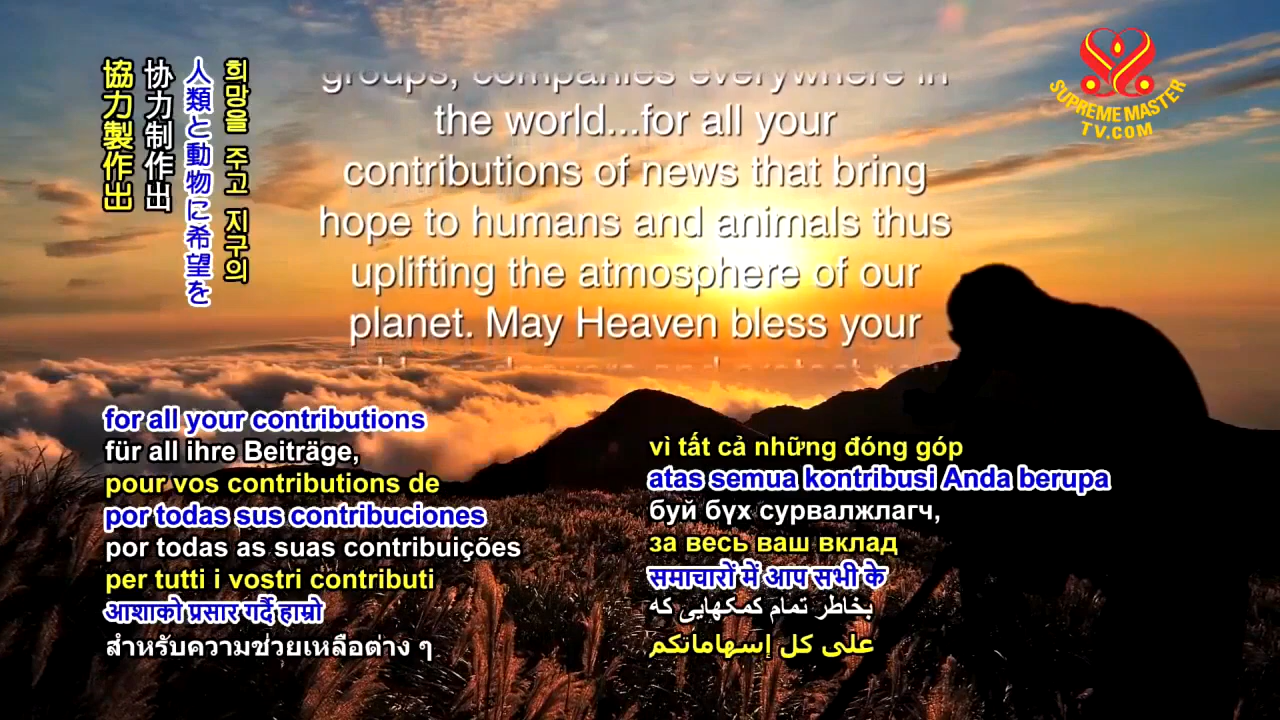 協力製作出
协力制作出
人類と動物に希望を
희망을 주고 지구의
groups, companies everywhere in
the world...for all your
contributions of news that bring
hope to humans and animals thus
uplifting the atmosphere of our
planet. May Heaven bless your
SUPREME MASTER
TV.COM
for all your contributions
für all ihre Beiträge,
pour vos contributions de
por todas sus contribuciones
por todas as suas contribuições
per tutti i vostri contributi
आशाको प्रसार गर्दै हाम्रो
สำหรับความช่วยเหลือต่าง ๆ
vì tất cả những đóng góp
atas semua kontribusi Anda berupa
буй бүх сурвалжлагч,
за весь ваш вклад
समाचारों में आप सभी के
بخاطر تمام کمکهایی که
على كل إسهاماتكم